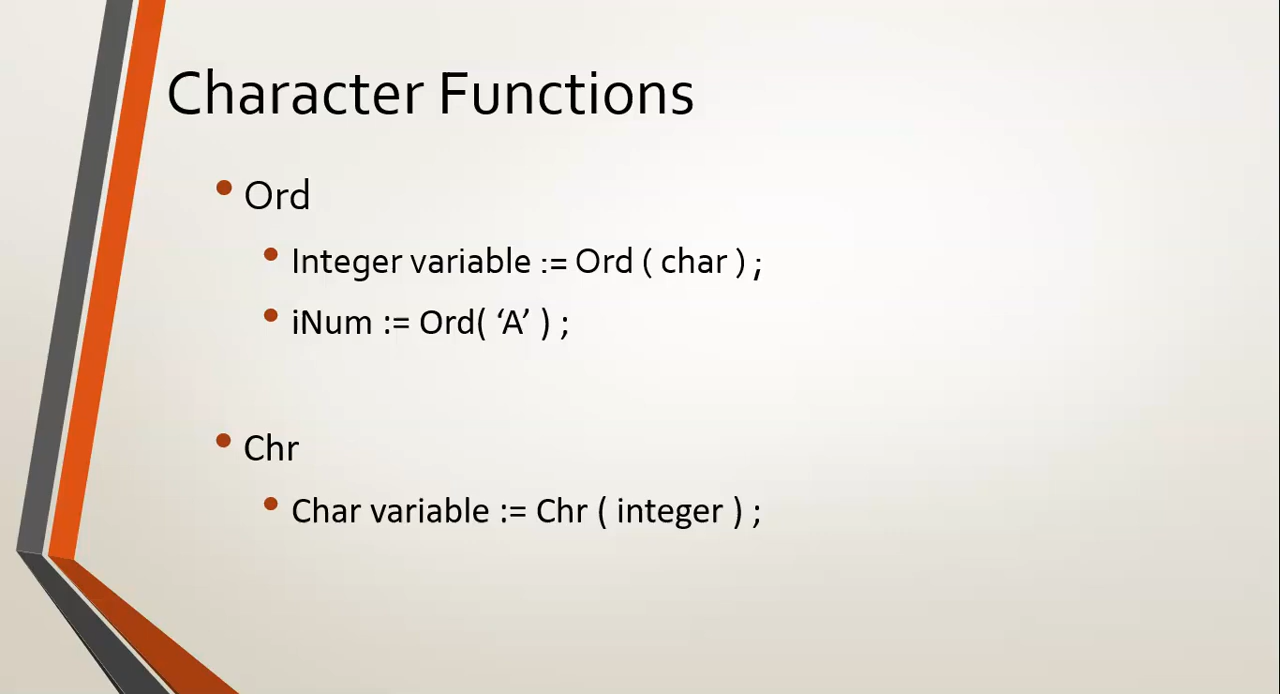 Character Functions
Ord
Integer variable := Ord ( char ) ;
iNum := Ord( ‘A’ ) ;
Chr
Char variable := Chr ( integer ) ;